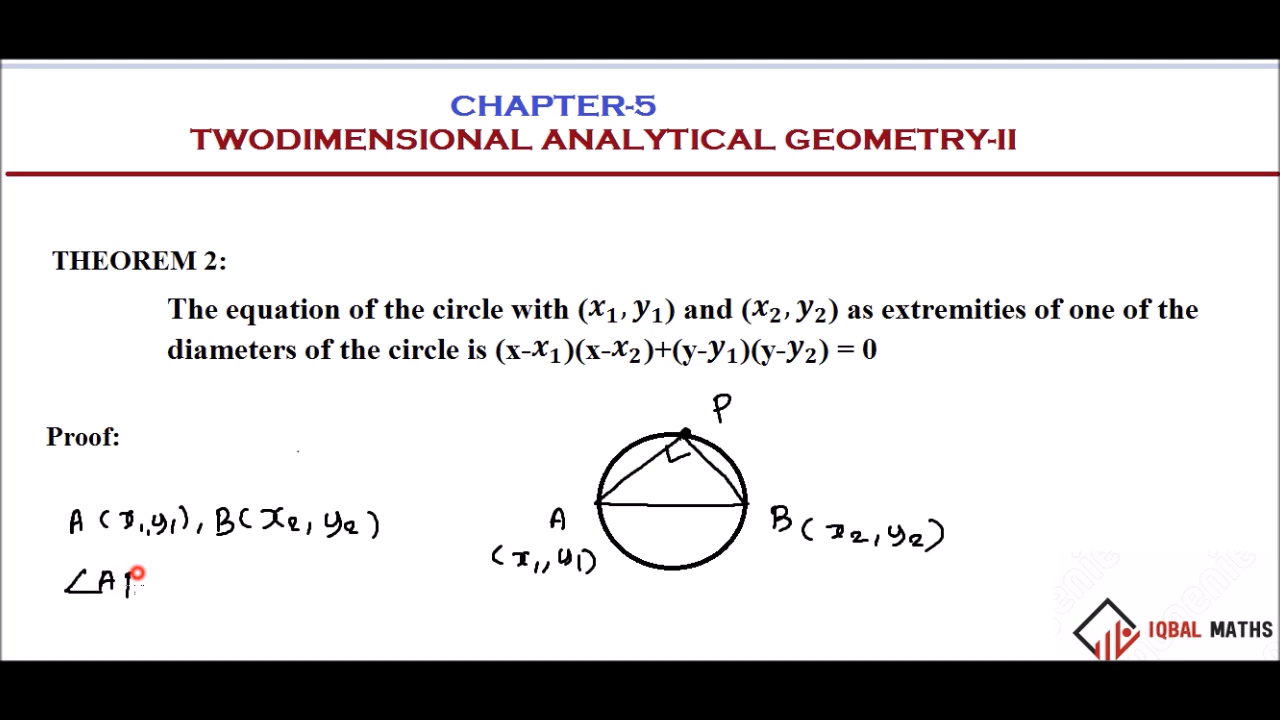 CHAPTER-5
TWODIMENSIONAL ANALYTICAL GEOMETRY-II
THEOREM 2:
The equation of the circle with (x₁, y₁) and (x₂, y₂) as extremities of one of the
diameters of the circle is (x-x₁)(x-x₂)+(y-y₁)(y-y₂) = 0
P
Proof:
A (x₁,y₁), B(x₂, y₂)
A
B (x₂, y₂)
(x₁, y₁)
∠A
IQBAL MATHS